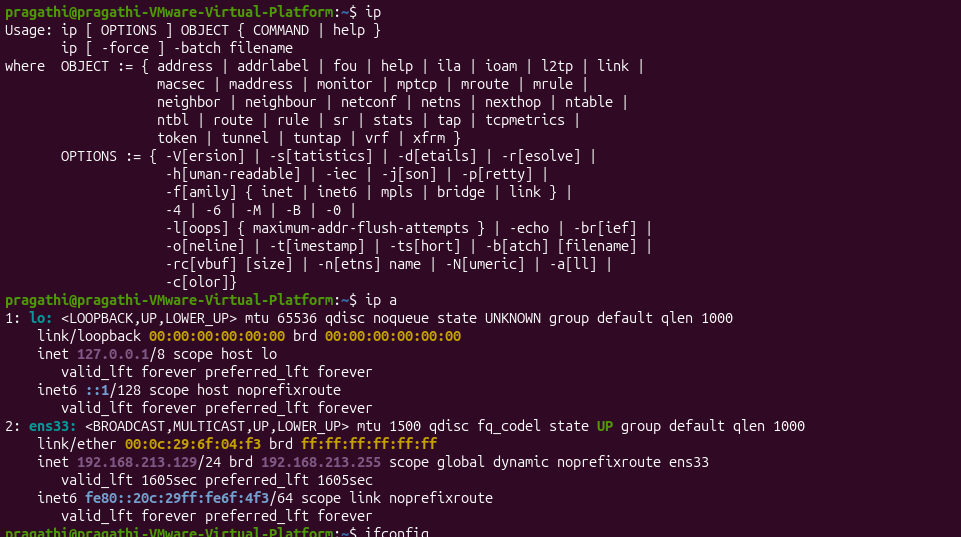 pragathi@pragathi-VMware-Virtual-Platform:~$ ip
Usage: ip [ OPTIONS ] OBJECT { COMMAND | help }
       ip [ -force ] -batch filename
where  OBJECT := { address | addrlabel | fou | help | ila | ioam | l2tp | link |
                   macsec | maddress | monitor | mptcp | mroute | mrule |
                   neighbor | neighbour | netconf | netns | nexthop | ntable |
                   ntbl | route | rule | sr | stats | tap | tcpmetrics |
                   token | tunnel | tuntap | vrf | xfrm }
       OPTIONS := { -V[ersion] | -s[tatistics] | -d[etails] | -r[esolve] |
                    -h[uman-readable] | -iec | -j[son] | -p[retty] |
                    -f[amily] { inet | inet6 | mpls | bridge | link } |
                    -4 | -6 | -M | -B | -0 |
                    -l[oops] { maximum-addr-flush-attempts } | -echo | -br[ief] |
                    -o[neline] | -t[imestamp] | -ts[hort] | -b[atch] [filename] |
                    -rc[vbuf] [size] | -n[etns] name | -N[umeric] | -a[ll] |
                    -c[olor]}
pragathi@pragathi-VMware-Virtual-Platform:~$ ip a
1: lo: <LOOPBACK,UP,LOWER_UP> mtu 65536 qdisc noqueue state UNKNOWN group default qlen 1000
    link/loopback 00:00:00:00:00:00 brd 00:00:00:00:00:00
    inet 127.0.0.1/8 scope host lo
       valid_lft forever preferred_lft forever
    inet6 ::1/128 scope host noprefixroute
       valid_lft forever preferred_lft forever
2: ens33: <BROADCAST,MULTICAST,UP,LOWER_UP> mtu 1500 qdisc fq_codel state UP group default qlen 1000
    link/ether 00:0c:29:6f:04:f3 brd ff:ff:ff:ff:ff:ff
    inet 192.168.213.129/24 brd 192.168.213.255 scope global dynamic noprefixroute ens33
       valid_lft 1605sec preferred_lft 1605sec
    inet6 fe80::20c:29ff:fe6f:4f3/64 scope link noprefixroute
       valid_lft forever preferred_lft forever
pragathi@pragathi-VMware-Virtual-Platform:~$ ifconfig